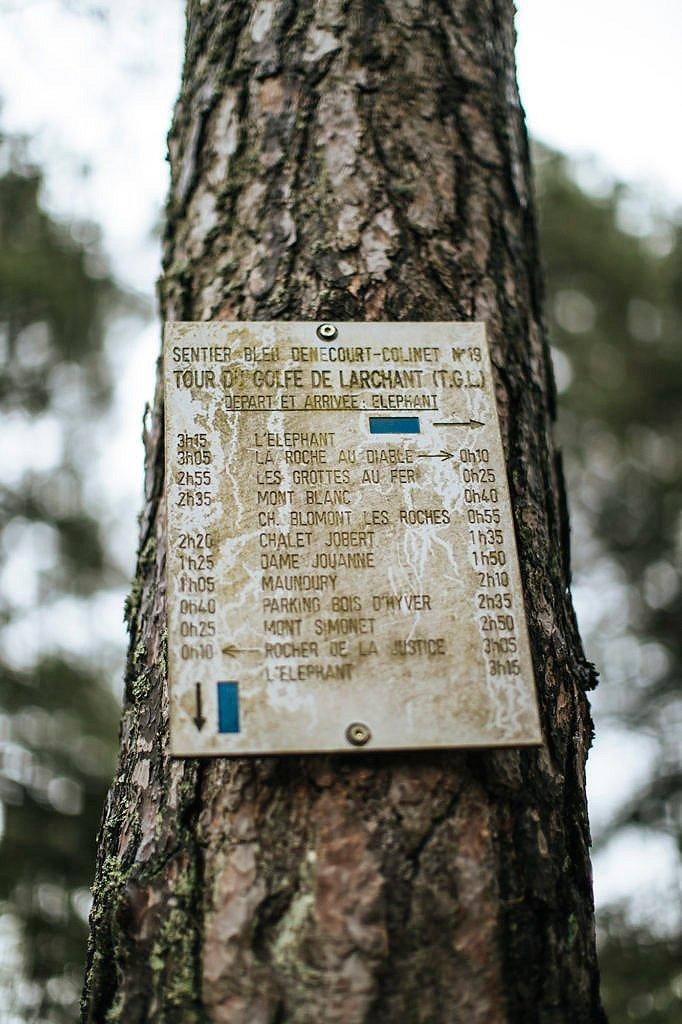 SENTIER BLEU DENECOURT-COLINET N°19
TOUR DU GOLFE DE LARCHANT (T.G.L.)
DEPART ET ARRIVEE : ELEPHANT
3h15 L'ELEPHANT
3h05 LA ROCHE AU DIABLE → 0h10
2h55 LES GROTTES AU FER 0h25
2h35 MONT BLANC 0h40
CH. BLOMONT LES ROCHES 0h55
2h20 CHALET JOBERT 1h35
1h25 DAME JOUANNE 1h50
1h05 MAUNOURY 2h10
0h40 PARKING BOIS D'HYVER 2h35
0h25 MONT SIMONET 2h50
0h10 ← ROCHER DE LA JUSTICE 3h05
L'ELEPHANT 3h15